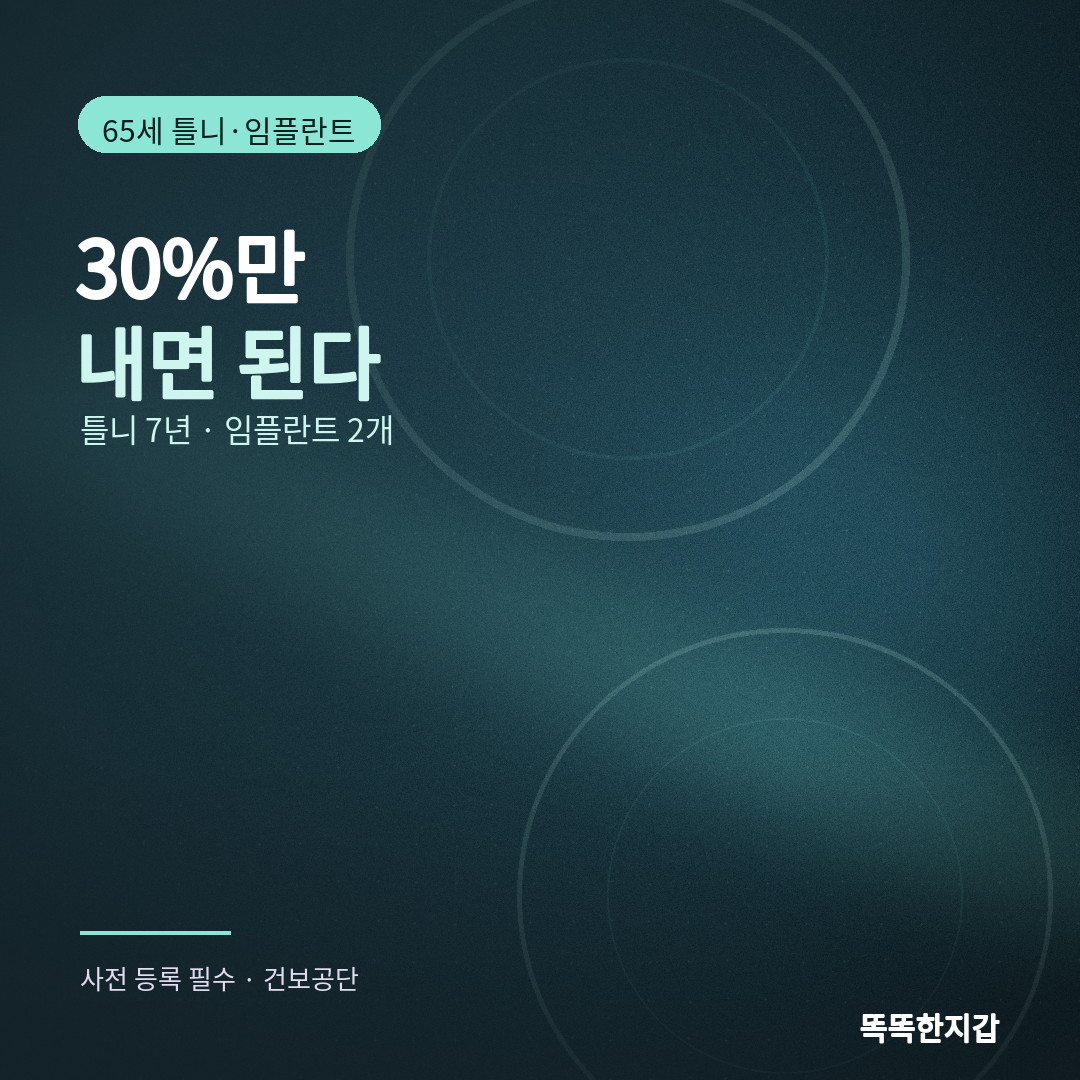 65세 틀니·임플란트
30%만
내면 된다
틀니 7년 · 임플란트 2개
사전 등록 필수 · 건보공단
똑똑한지갑